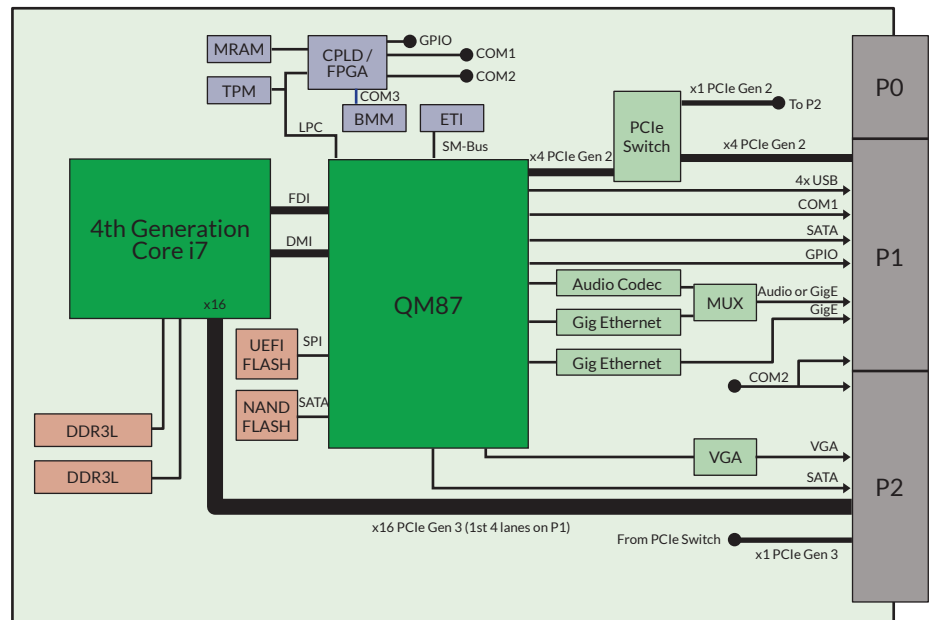 MRAM
CPLD /
FPGA
GPIO
COM1
COM2
TPM
COM3
BMM
ETI
LPC
SM-Bus
PCIe
Switch
x1 PCIe Gen 2
To P2
x4 PCIe Gen 2
x4 PCIe Gen 2
P0
4th Generation
Core i7
x16
FDI
DMI
QM87
4x USB
COM1
SATA
GPIO
P1
Audio Codec
MUX
Audio or GigE
Gig Ethernet
GigE
Gig Ethernet
COM2
UEFI
FLASH
SPI
NAND
FLASH
SATA
DDR3L
DDR3L
VGA
VGA
SATA
P2
x16 PCIe Gen 3 (1st 4 lanes on P1)
From PCIe Switch
x1 PCIe Gen 3